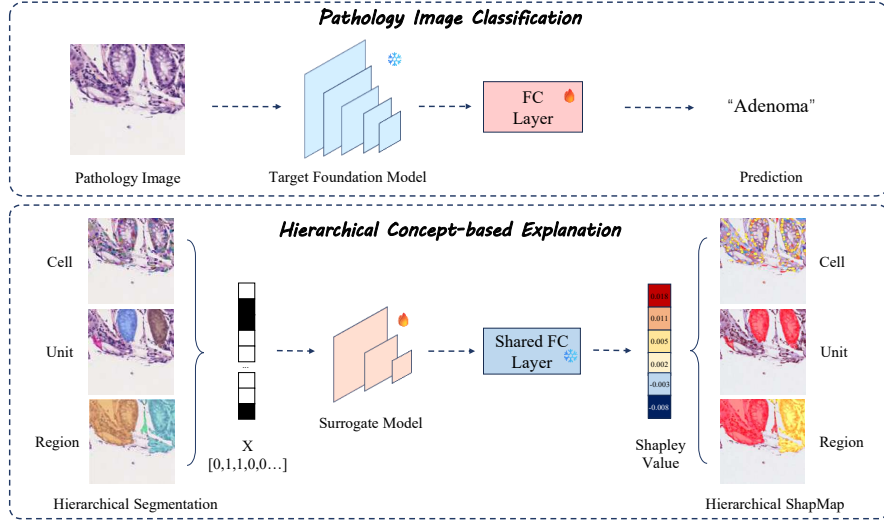 Pathology Image Classification
FC
Layer
“Adenoma”
Pathology Image
Target Foundation Model
Prediction
Hierarchical Concept-based Explanation
Cell
Unit
Region
Hierarchical Segmentation
...
X
[0,1,1,0,0…]
Surrogate Model
Shared FC
Layer
0.018
0.011
0.005
0.002
-0.003
-0.008
Shapley
Value
Cell
Unit
Region
Hierarchical ShapMap